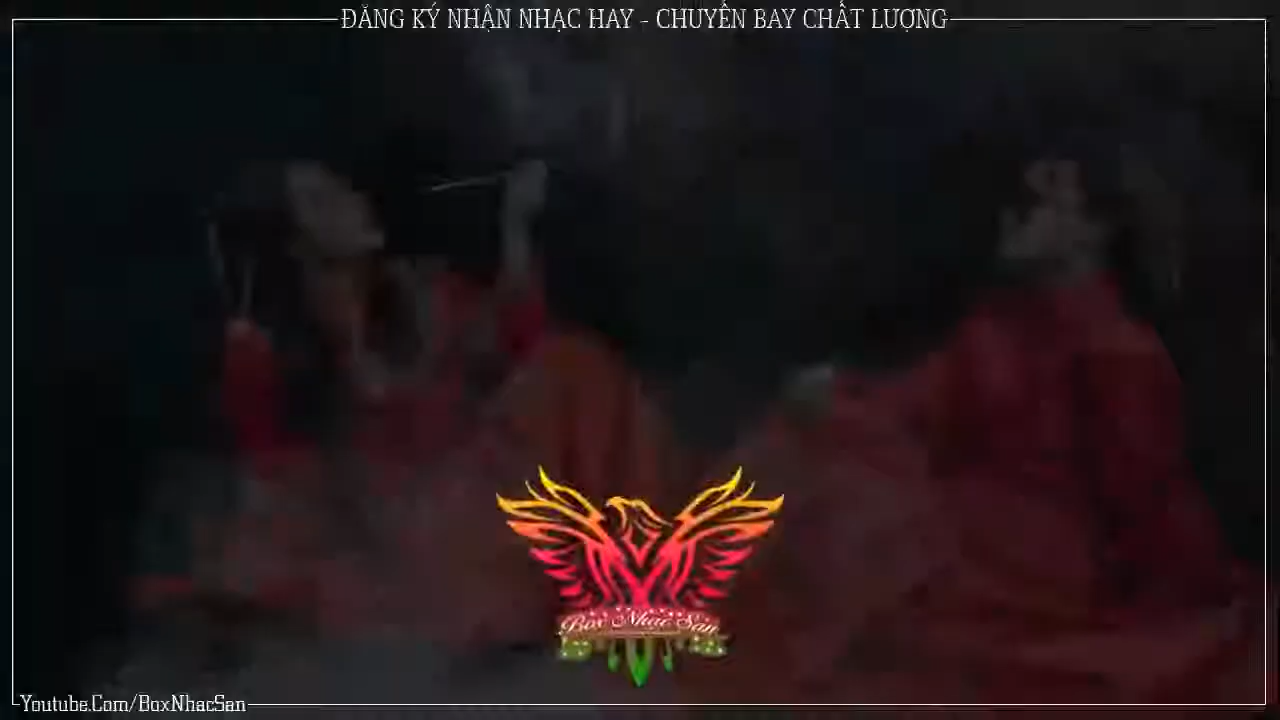 ĐĂNG KÝ NHẬN NHẠC HAY - CHUYẾN BAY CHẤT LƯỢNG
Box Nhạc Sàn
Youtube.Com/BoxNhacSan